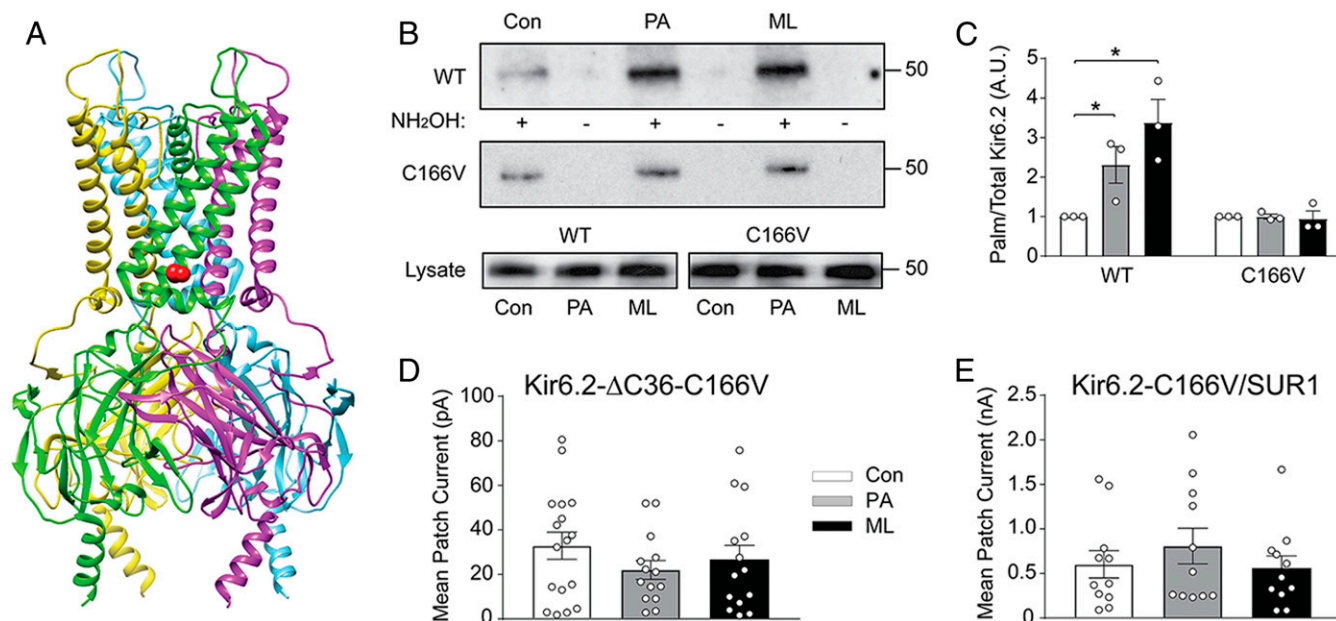 A
B
Con PA ML
WT
50
NH₂OH: + - + - + -
C166V
50
WT C166V
Lysate
50
Con PA ML Con PA ML
C
Palm/Total Kir6.2 (A.U.)
5
4
3
2
1
0
* *
WT C166V
D
Kir6.2-ΔC36-C166V
Mean Patch Current (pA)
100
80
60
40
20
0
Con
PA
ML
E
Kir6.2-C166V/SUR1
Mean Patch Current (nA)
2.5
2.0
1.5
1.0
0.5
0